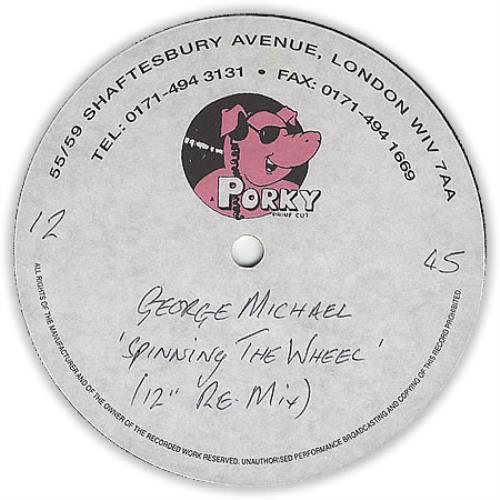 55/59 SHAFTESBURY AVENUE, LONDON W1V 7AA
TEL: 0171-494 3131 • FAX: 0171-494 1669
PORKY
PRIME CUT
12
45
GEORGE MICHAEL
'SPINNING THE WHEEL'
(12" RE-MIX)
ALL RIGHTS OF THE MANUFACTURER AND OF THE OWNER OF THE RECORDED WORK RESERVED. UNAUTHORISED PERFORMANCE BROADCASTING AND COPYING OF THIS RECORD PROHIBITED.